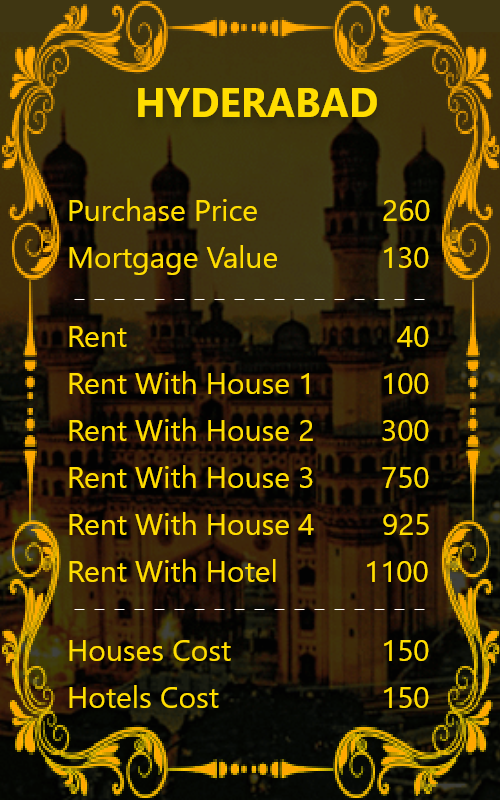 HYDERABAD
Purchase Price 260
Mortgage Value 130
Rent 40
Rent With House 1 100
Rent With House 2 300
Rent With House 3 750
Rent With House 4 925
Rent With Hotel 1100
Houses Cost 150
Hotels Cost 150